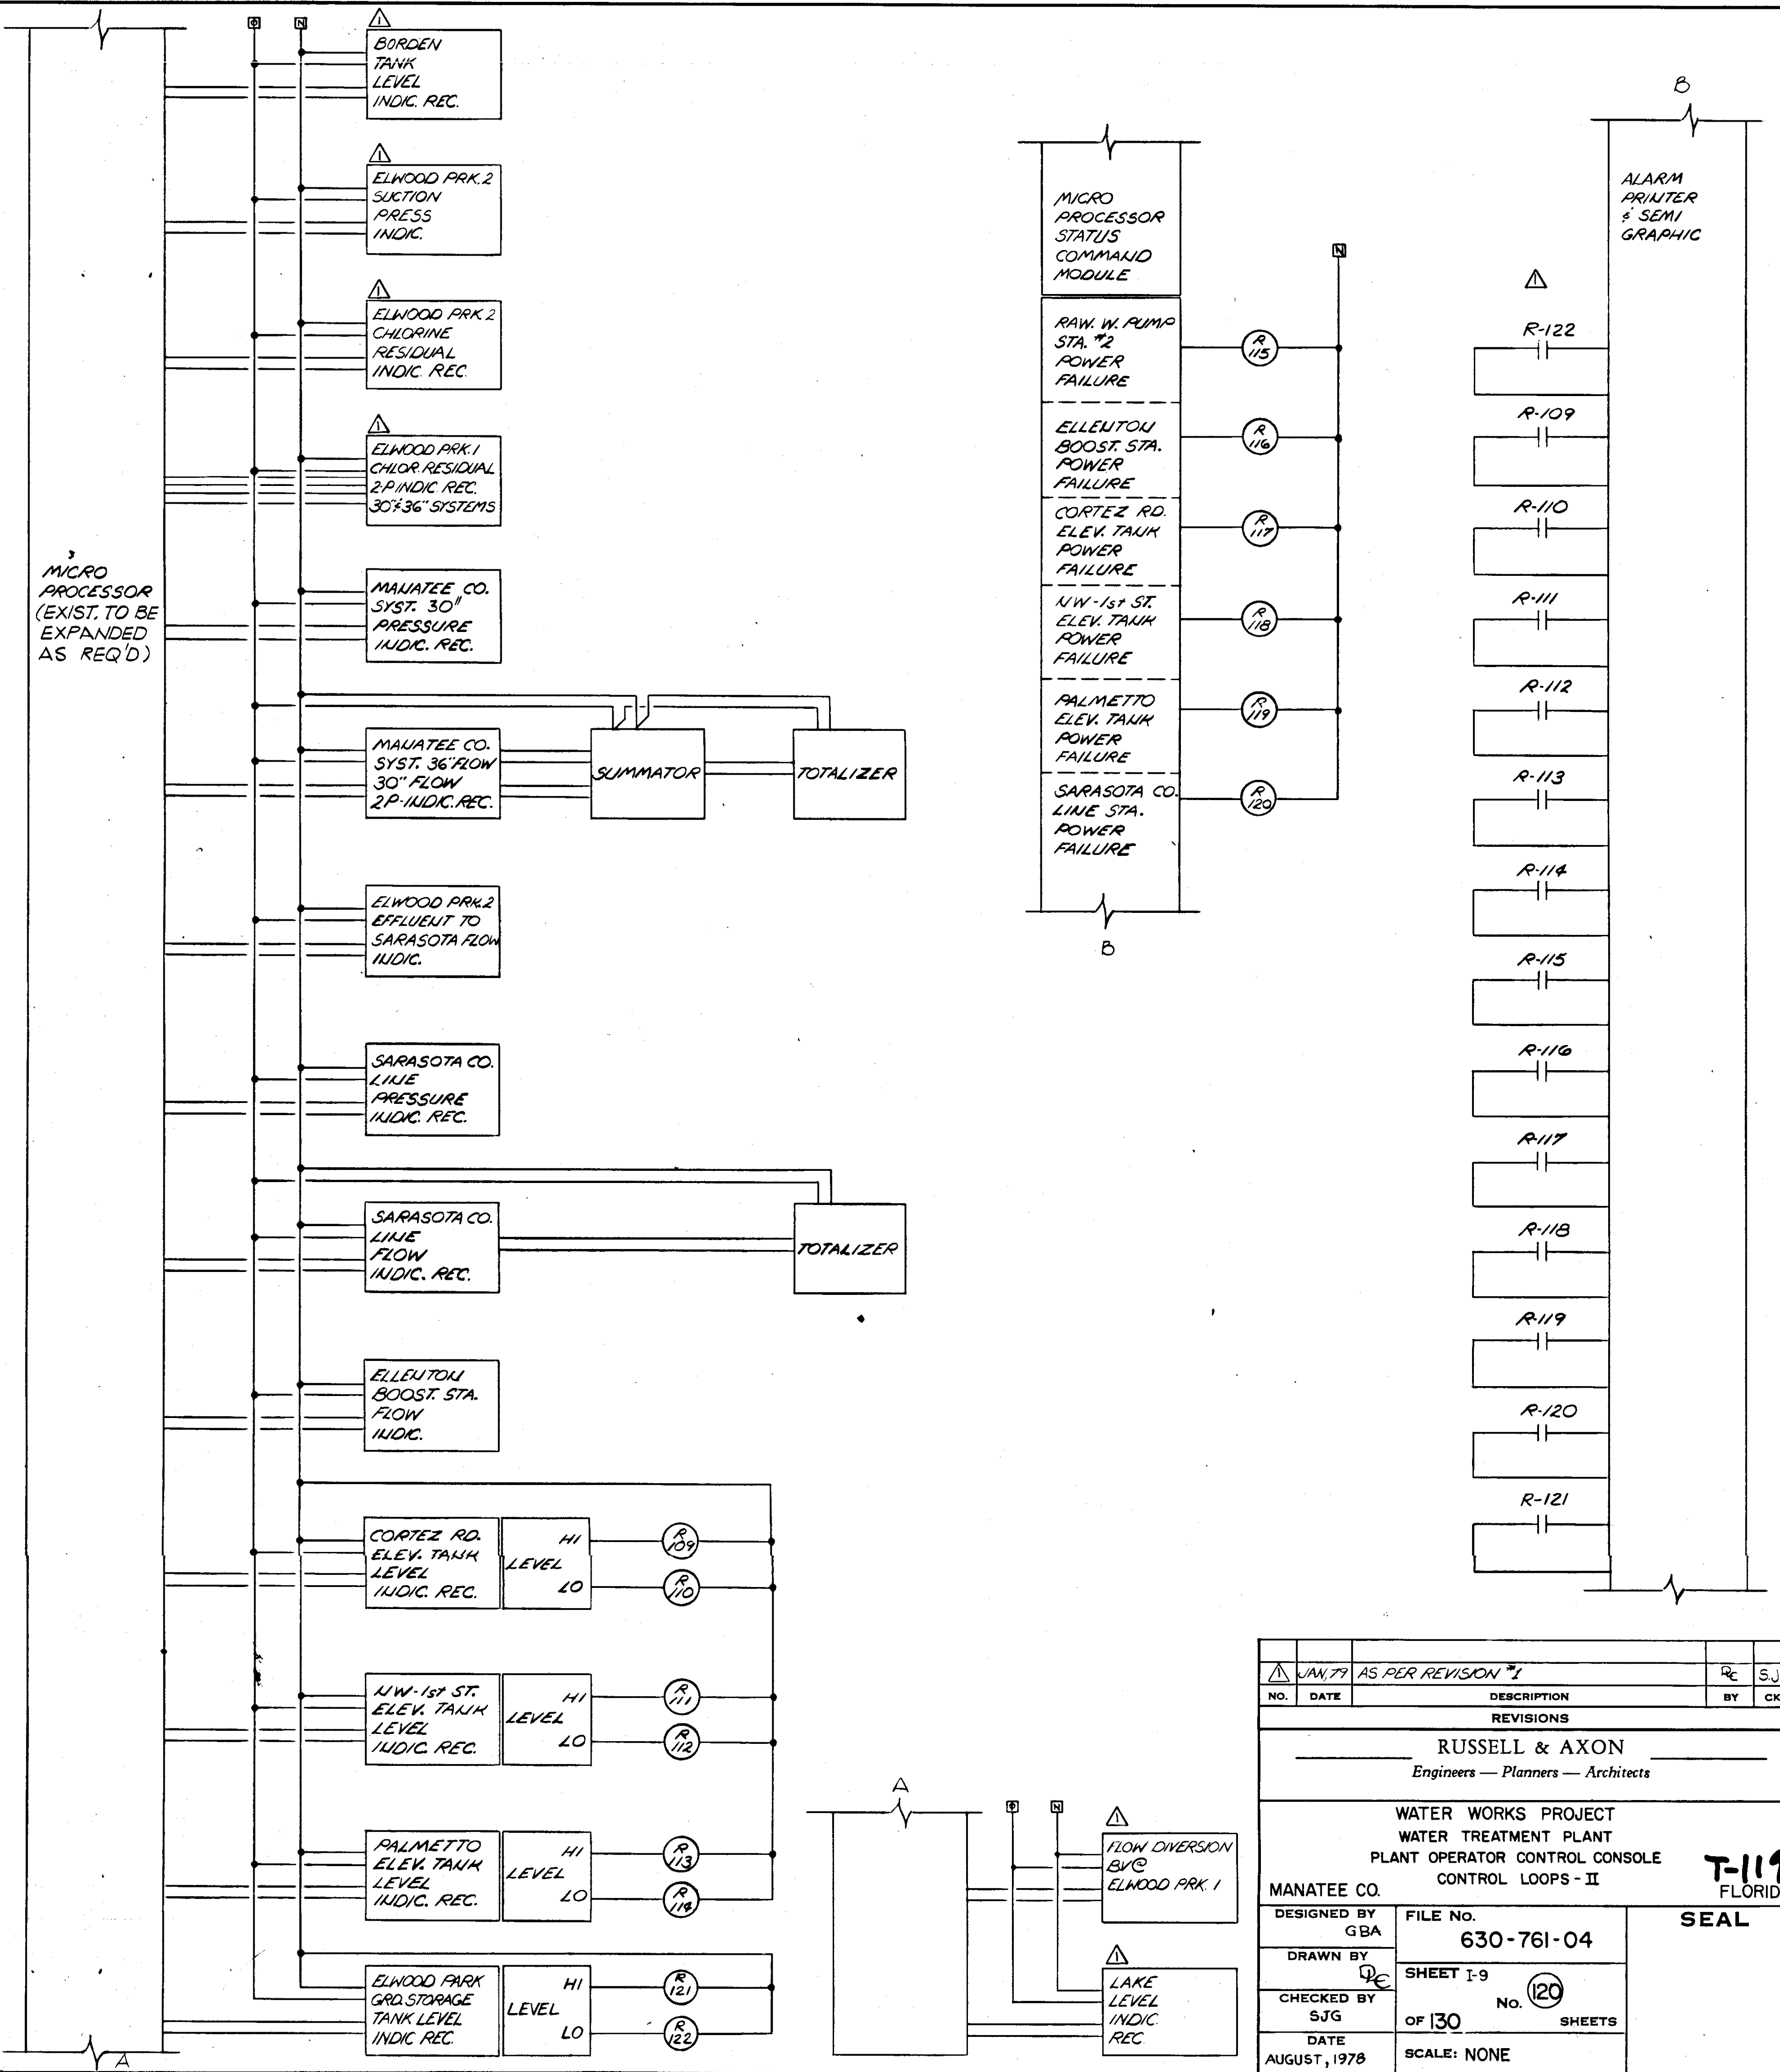 Φ
N
1
BORDEN
TANK
LEVEL
INDIC. REC.
1
ELWOOD PRK. 2
SUCTION
PRESS
INDIC.
1
ELWOOD PRK 2
CHLORINE
RESIDUAL
INDIC. REC.
1
ELWOOD PRK. 1
CHLOR. RESIDUAL
2-P INDIC. REC.
30" & 36" SYSTEMS
MICRO
PROCESSOR
(EXIST. TO BE
EXPANDED
AS REQ'D)
MANATEE CO.
SYST. 30"
PRESSURE
INDIC. REC.
MANATEE CO.
SYST. 36" FLOW
30" FLOW
2P-INDIC. REC.
SUMMATOR
TOTALIZER
ELWOOD PRK. 2
EFFLUENT TO
SARASOTA FLOW
INDIC.
SARASOTA CO.
LINE
PRESSURE
INDIC. REC.
SARASOTA CO.
LINE
FLOW
INDIC. REC.
TOTALIZER
ELLENTON
BOOST. STA.
FLOW
INDIC.
CORTEZ RD.
ELEV. TANK
LEVEL
INDIC. REC.
HI
LEVEL
LO
R
109
R
110
NW-1st ST.
ELEV. TANK
LEVEL
INDIC. REC.
HI
LEVEL
LO
R
111
R
112
PALMETTO
ELEV. TANK
LEVEL
INDIC. REC.
HI
LEVEL
LO
R
113
R
114
ELWOOD PARK
GRD. STORAGE
TANK LEVEL
INDIC REC.
HI
LEVEL
LO
R
121
R
122
A
MICRO
PROCESSOR
STATUS
COMMAND
MODULE
N
RAW. W. PUMP
STA. #2
POWER
FAILURE
R
115
ELLENTON
BOOST. STA.
POWER
FAILURE
R
116
CORTEZ RD.
ELEV. TANK
POWER
FAILURE
R
117
NW-1st ST.
ELEV. TANK
POWER
FAILURE
R
118
PALMETTO
ELEV. TANK
POWER
FAILURE
R
119
SARASOTA CO.
LINE STA.
POWER
FAILURE
R
120
B
B
ALARM
PRINTER
& SEMI
GRAPHIC
1
R-122
R-109
R-110
R-111
R-112
R-113
R-114
R-115
R-116
R-117
R-118
R-119
R-120
R-121
A
Φ
N
1
FLOW DIVERSION
BV@
ELWOOD PRK. 1
1
LAKE
LEVEL
INDIC.
REC.
1 JAN, 79 AS PER REVISION #1 S.J
NO. DATE DESCRIPTION BY CK
REVISIONS
RUSSELL & AXON
Engineers — Planners — Architects
WATER WORKS PROJECT
WATER TREATMENT PLANT
PLANT OPERATOR CONTROL CONSOLE
CONTROL LOOPS - II
T-119
MANATEE CO.
FLORID
DESIGNED BY
GBA
DRAWN BY
CHECKED BY
SJG
DATE
AUGUST, 1978
FILE No.
630-761-04
SHEET I-9
No. 120
OF 130 SHEETS
SCALE: NONE
SEAL